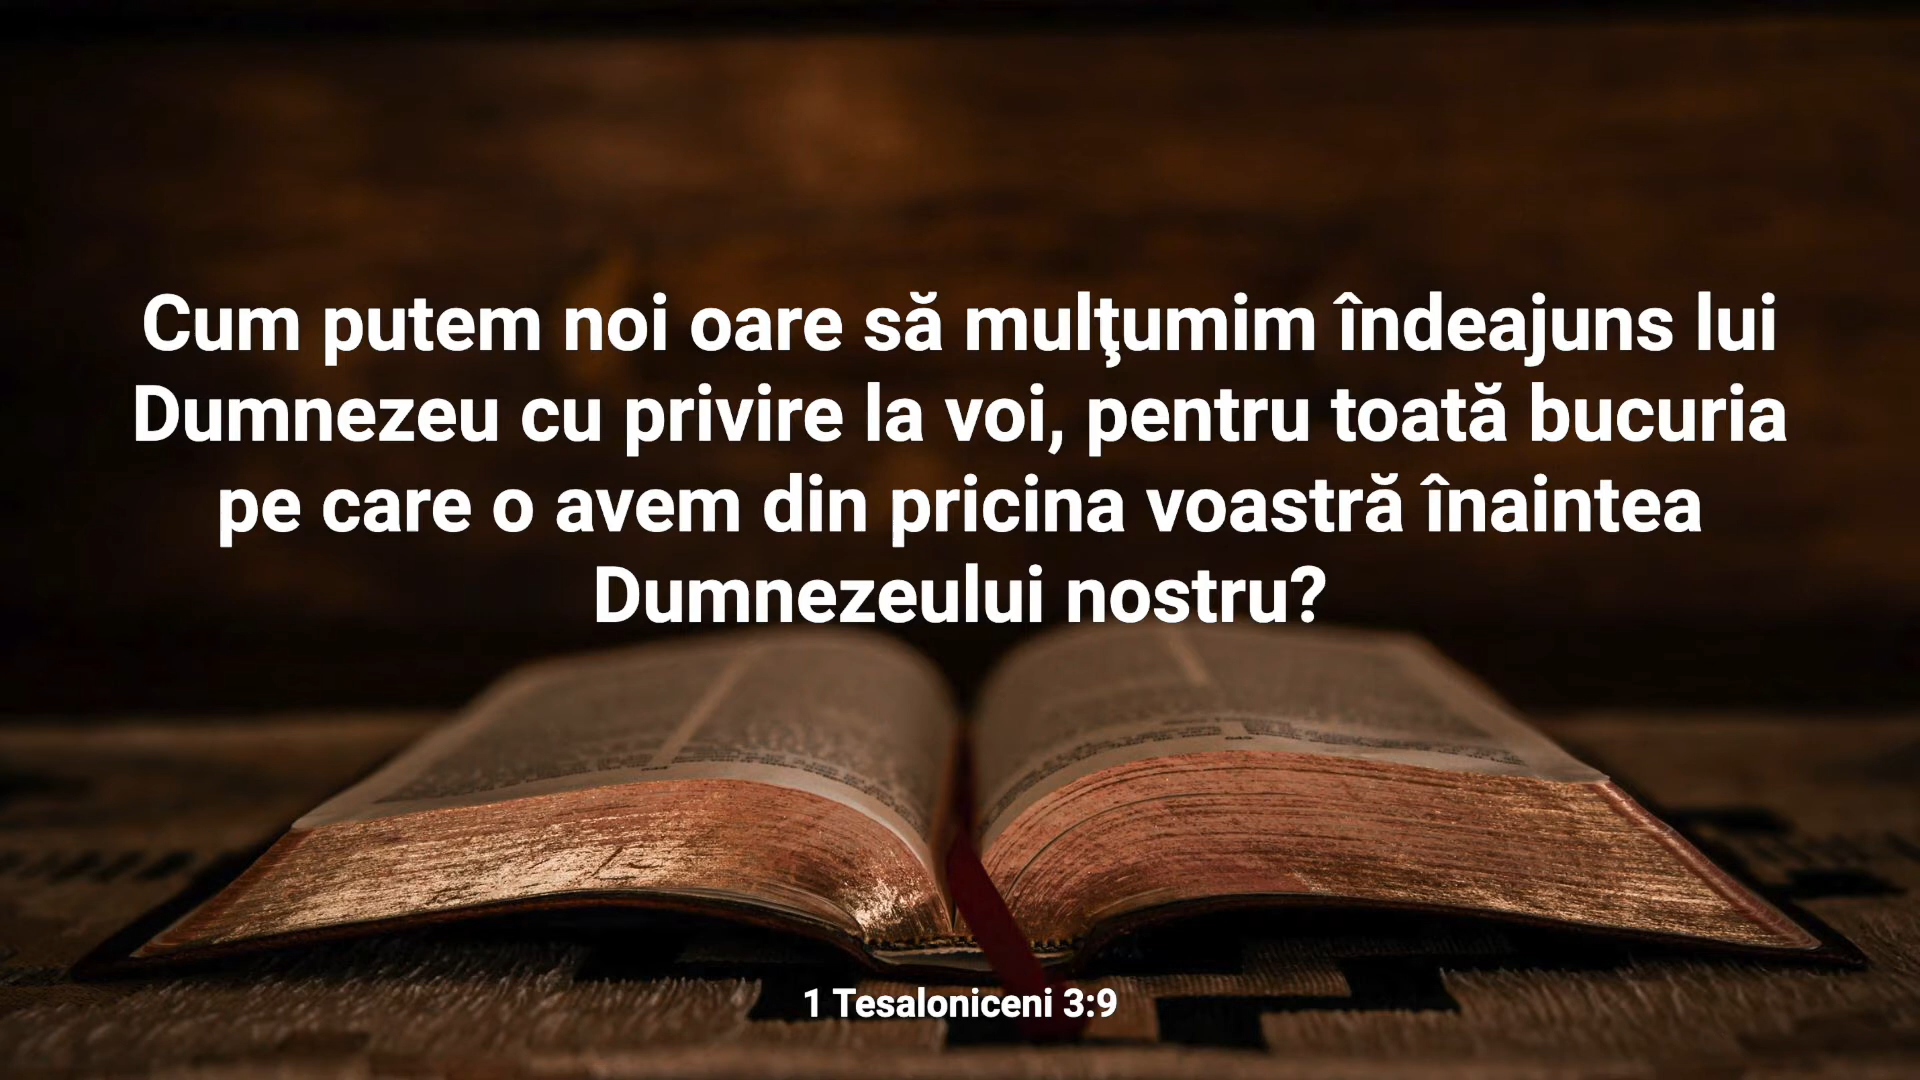 Cum putem noi oare să mulţumim îndeajuns lui
Dumnezeu cu privire la voi, pentru toată bucuria
pe care o avem din pricina voastră înaintea
Dumnezeului nostru?
1 Tesaloniceni 3:9